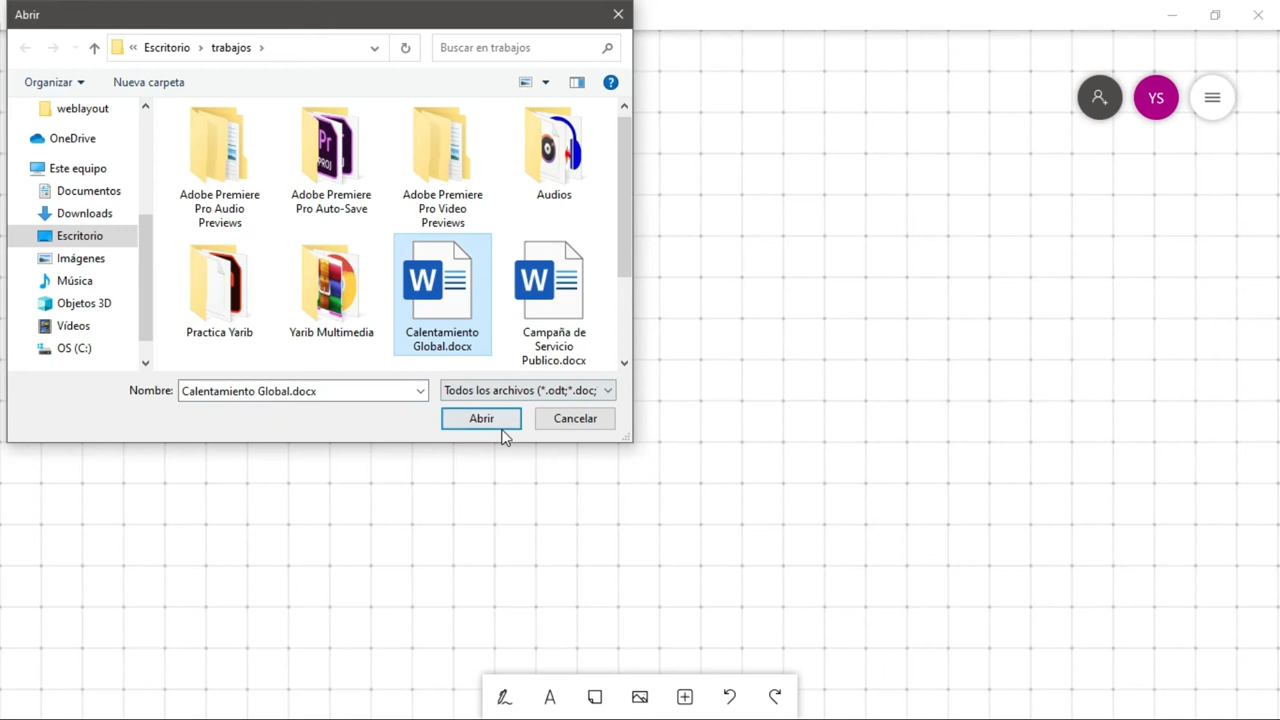 Abrir
Escritorio
trabajos
Buscar en trabajos
Organizar
Nueva carpeta
weblayout
OneDrive
Este equipo
Documentos
Downloads
Escritorio
Imágenes
Música
Objetos 3D
Vídeos
OS (C:)
Adobe Premiere
Pro Audio
Previews
Adobe Premiere
Pro Auto-Save
Adobe Premiere
Pro Video
Previews
Audios
Practica Yarib
Yarib Multimedia
Calentamiento
Global.docx
Campaña de
Servicio
Publico.docx
Nombre:
Calentamiento Global.docx
Todos los archivos (*.odt;*.doc;
Abrir
Cancelar
YS